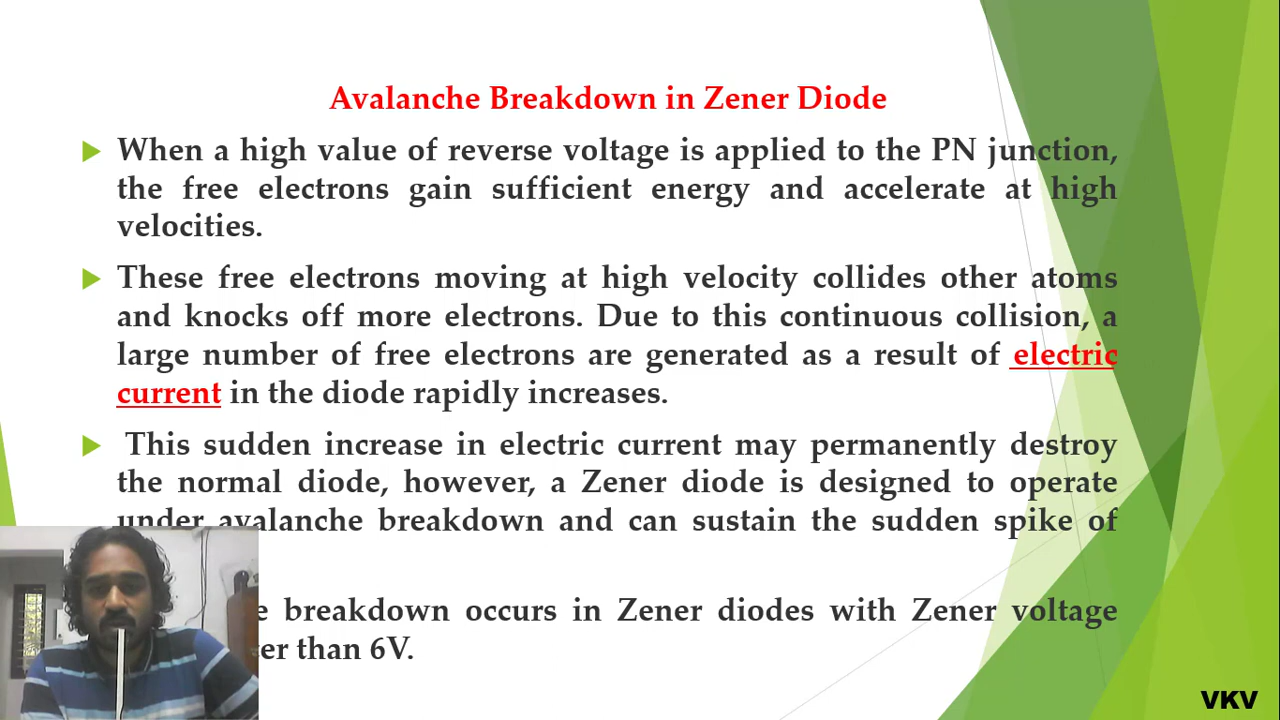 Avalanche Breakdown in Zener Diode
When a high value of reverse voltage is applied to the PN junction,
the free electrons gain sufficient energy and accelerate at high
velocities.
These free electrons moving at high velocity collides other atoms
and knocks off more electrons. Due to this continuous collision, a
large number of free electrons are generated as a result of electric
current in the diode rapidly increases.
This sudden increase in electric current may permanently destroy
the normal diode, however, a Zener diode is designed to operate
under avalanche breakdown and can sustain the sudden spike of
breakdown occurs in Zener diodes with Zener voltage
than 6V.
VKV